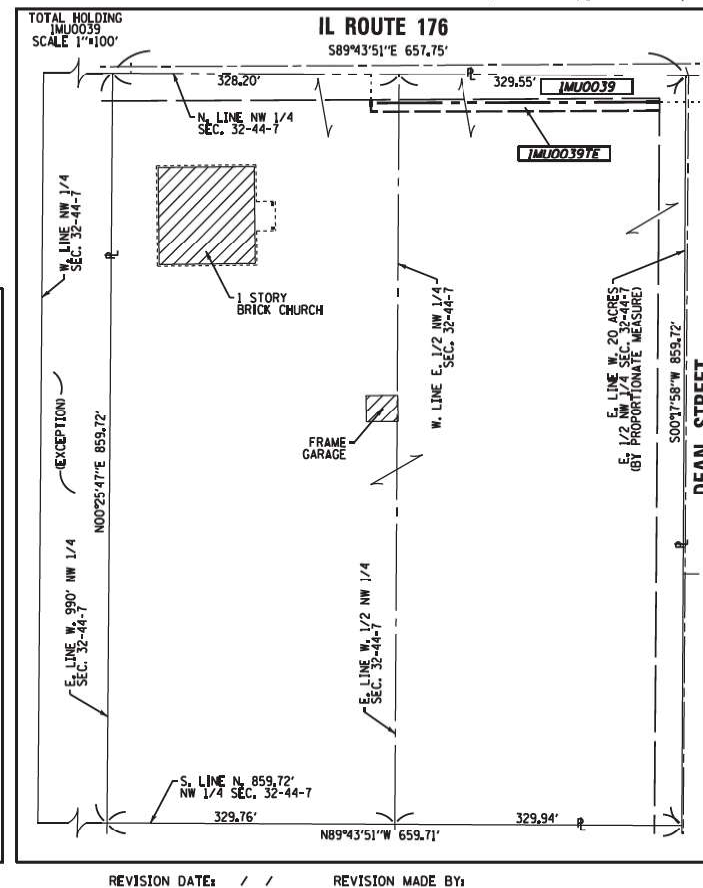 TOTAL HOLDING
1MU0039
SCALE 1"=100'
IL ROUTE 176
S89°43'51"E 657.75'
328.20'
329.55'
1MU0039
N. LINE NW 1/4
SEC. 32-44-7
1MU0039TE
W. LINE NW 1/4
SEC. 32-44-7
1 STORY
BRICK CHURCH
W. LINE E. 1/2 NW 1/4
SEC. 32-44-7
E. LINE W. 20 ACRES
E. 1/2 NW 1/4 SEC. 32-44-7
(BY PROPORTIONATE MEASURE)
S00°17'58"W 859.72'
DEAN STREET
(EXCEPTION)
N00°25'47"E 859.72'
FRAME
GARAGE
E. LINE W. 990' NW 1/4
SEC. 32-44-7
E. LINE W. 1/2 NW 1/4
SEC. 32-44-7
S. LINE N. 859.72'
NW 1/4 SEC. 32-44-7
329.76'
329.94'
N89°43'51"W 659.71'
REVISION DATE: / /
REVISION MADE BY: